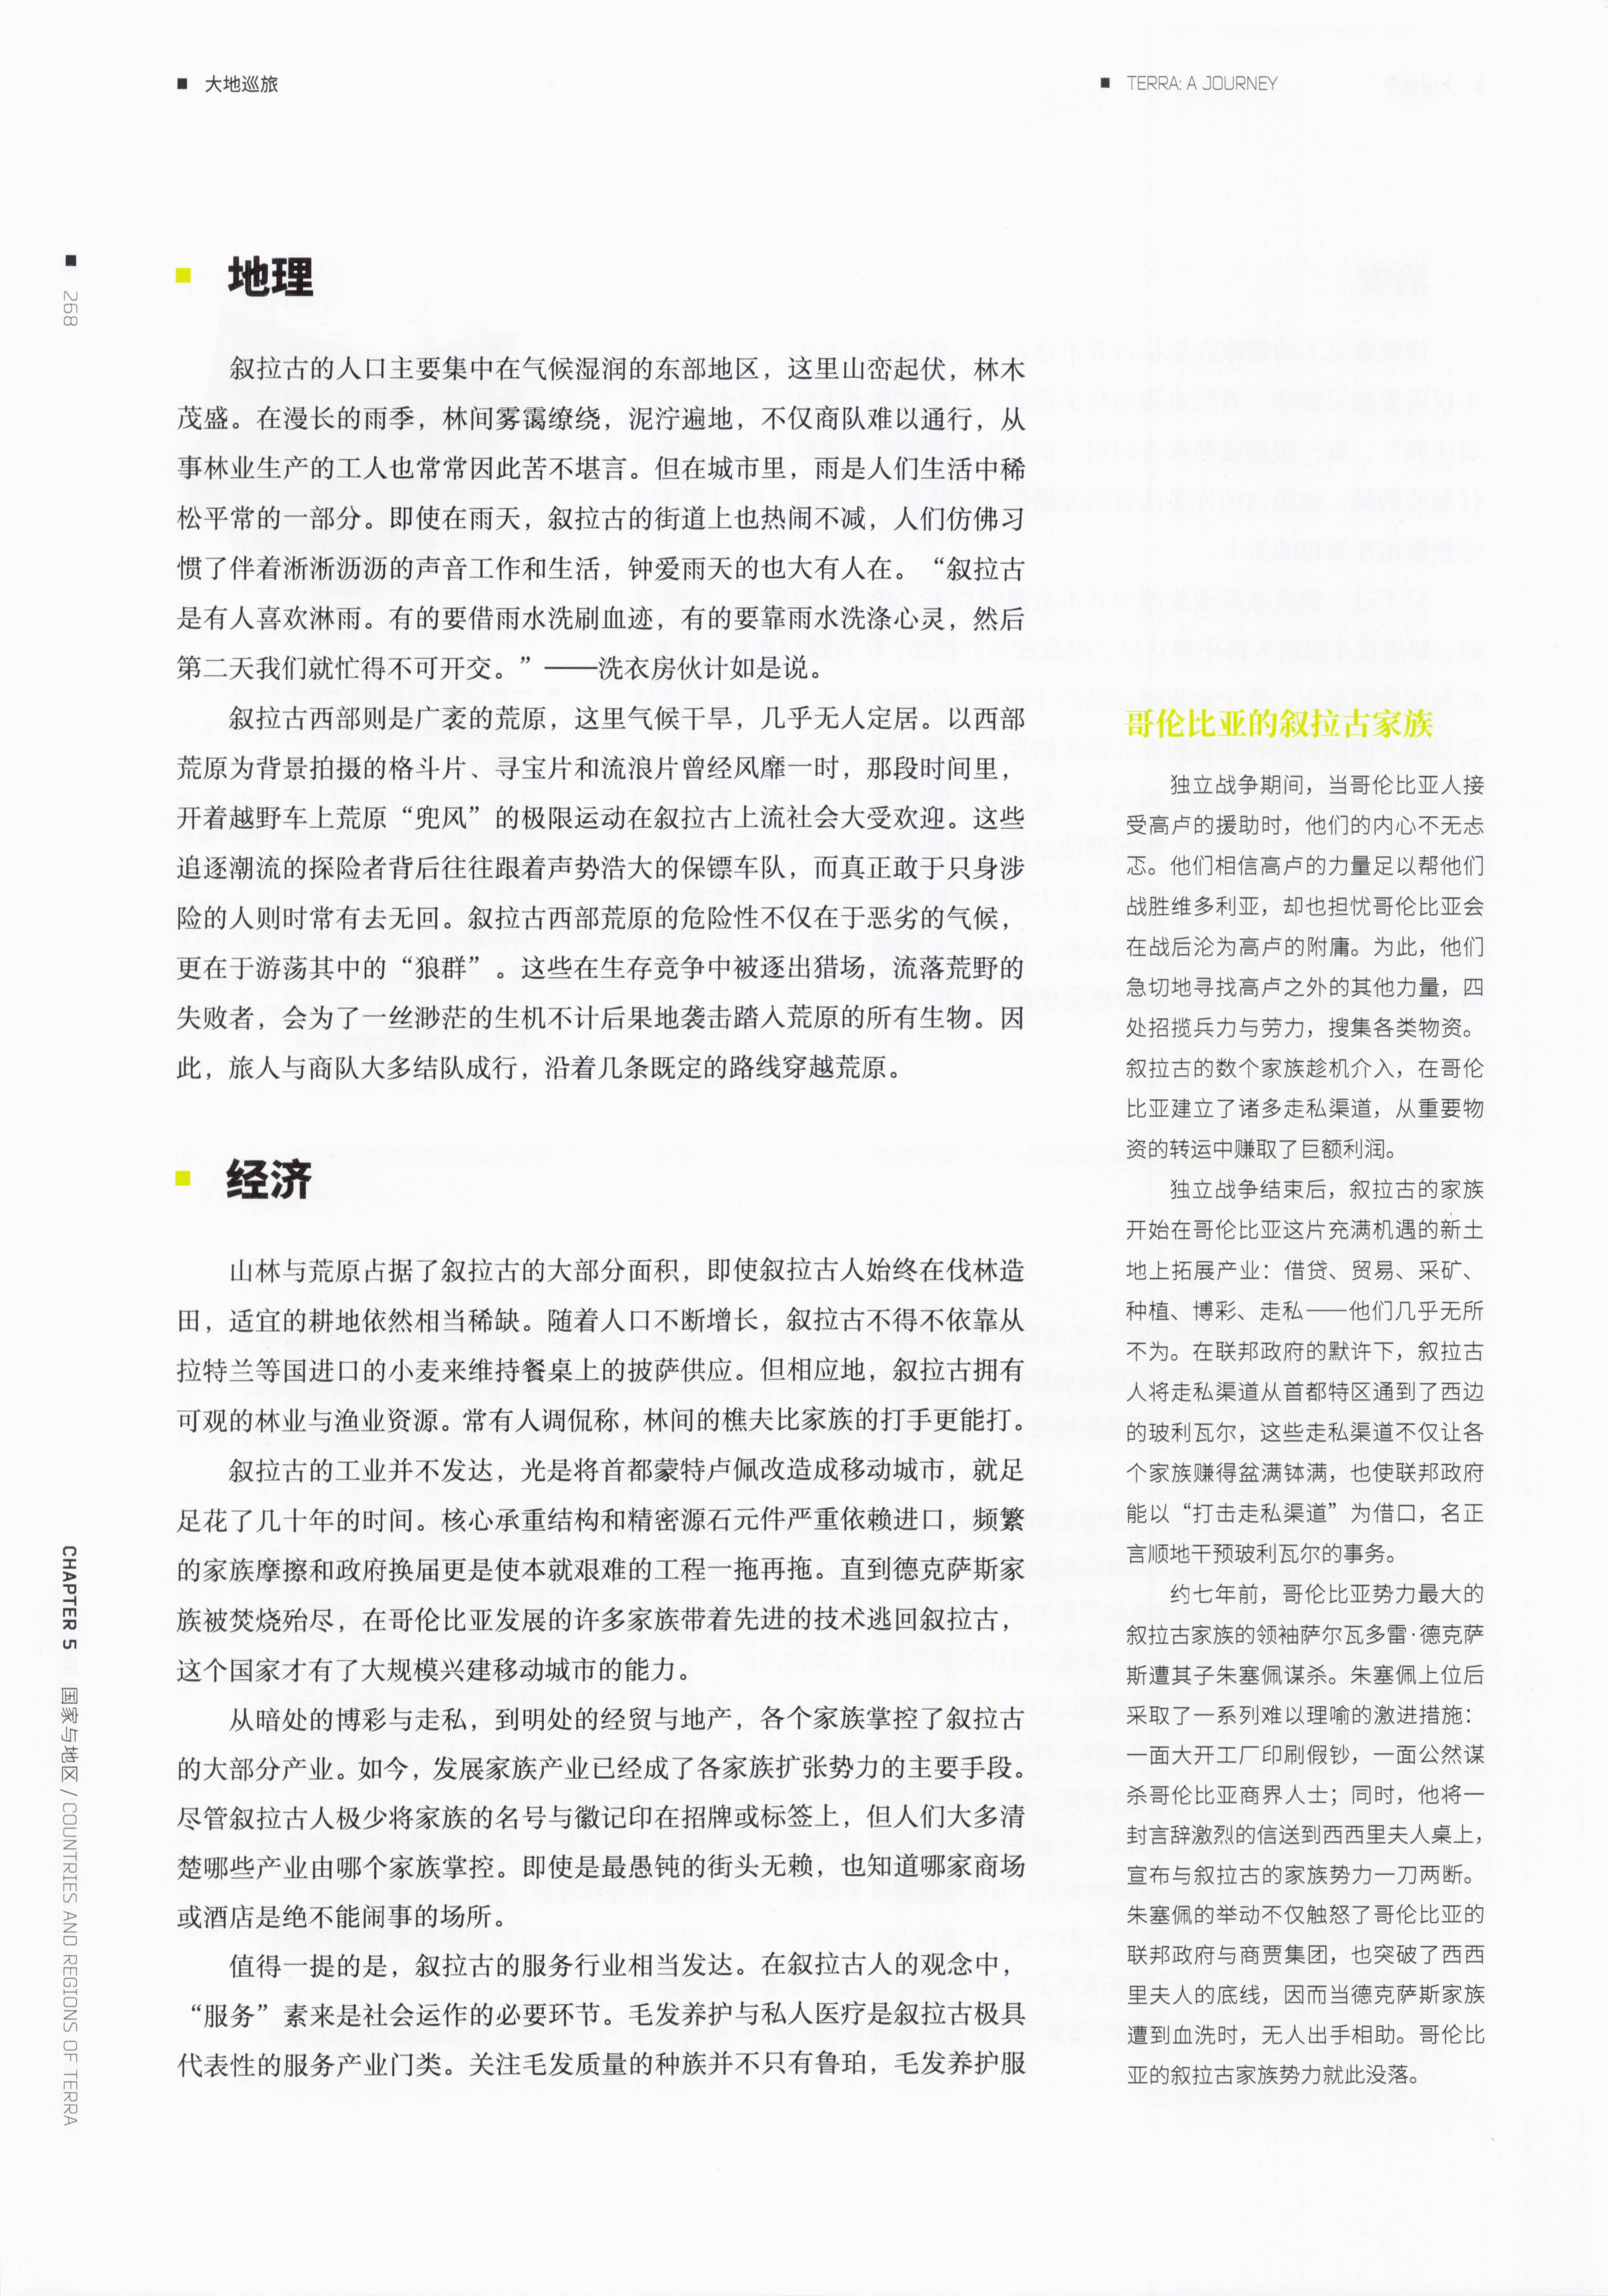 大地巡旅
TERRA: A JOURNEY
268
地理
叙拉古的人口主要集中在气候湿润的东部地区，这里山峦起伏，林木
茂盛。在漫长的雨季，林间雾霭缭绕，泥泞遍地，不仅商队难以通行，从
事林业生产的工人也常常因此苦不堪言。但在城市里，雨是人们生活中稀
松平常的一部分。即使在雨天，叙拉古的街道上也热闹不减，人们仿佛习
惯了伴着淅淅沥沥的声音工作和生活，钟爱雨天的也大有人在。“叙拉古
是有人喜欢淋雨。有的要借雨水洗刷血迹，有的要靠雨水洗涤心灵，然后
第二天我们就忙得不可开交。”——洗衣房伙计如是说。
叙拉古西部则是广袤的荒原，这里气候干旱，几乎无人定居。以西部
荒原为背景拍摄的格斗片、寻宝片和流浪片曾经风靡一时，那段时间里，
开着越野车上荒原“兜风”的极限运动在叙拉古上流社会大受欢迎。这些
追逐潮流的探险者背后往往跟着声势浩大的保镖车队，而真正敢于只身涉
险的人则时常有去无回。叙拉古西部荒原的危险性不仅在于恶劣的气候，
更在于游荡其中的“狼群”。这些在生存竞争中被逐出猎场，流落荒野的
失败者，会为了一丝渺茫的生机不计后果地袭击踏入荒原的所有生物。因
此，旅人与商队大多结队成行，沿着几条既定的路线穿越荒原。
经济
山林与荒原占据了叙拉古的大部分面积，即使叙拉古人始终在伐林造
田，适宜的耕地依然相当稀缺。随着人口不断增长，叙拉古不得不依靠从
拉特兰等国进口的小麦来维持餐桌上的披萨供应。但相应地，叙拉古拥有
可观的林业与渔业资源。常有人调侃称，林间的樵夫比家族的打手更能打。
叙拉古的工业并不发达，光是将首都蒙特卢佩改造成移动城市，就足
足花了几十年的时间。核心承重结构和精密源石元件严重依赖进口，频繁
的家族摩擦和政府换届更是使本就艰难的工程一拖再拖。直到德克萨斯家
族被焚烧殆尽，在哥伦比亚发展的许多家族带着先进的技术逃回叙拉古，
这个国家才有了大规模兴建移动城市的能力。
从暗处的博彩与走私，到明处的经贸与地产，各个家族掌控了叙拉古
的大部分产业。如今，发展家族产业已经成了各家族扩张势力的主要手段。
尽管叙拉古人极少将家族的名号与徽记印在招牌或标签上，但人们大多清
楚哪些产业由哪个家族掌控。即使是最愚钝的街头无赖，也知道哪家商场
或酒店是绝不能闹事的场所。
值得一提的是，叙拉古的服务行业相当发达。在叙拉古人的观念中，
“服务”素来是社会运作的必要环节。毛发养护与私人医疗是叙拉古极具
代表性的服务产业门类。关注毛发质量的种族并不只有鲁珀，毛发养护服
哥伦比亚的叙拉古家族
独立战争期间，当哥伦比亚人接
受高卢的援助时，他们的内心不无忐
忑。他们相信高卢的力量足以帮他们
战胜维多利亚，却也担忧哥伦比亚会
在战后沦为高卢的附庸。为此，他们
急切地寻找高卢之外的其他力量，四
处招揽兵力与劳力，搜集各类物资。
叙拉古的数个家族趁机介入，在哥伦
比亚建立了诸多走私渠道，从重要物
资的转运中赚取了巨额利润。
独立战争结束后，叙拉古的家族
开始在哥伦比亚这片充满机遇的新土
地上拓展产业：借贷、贸易、采矿、
种植、博彩、走私——他们几乎无所
不为。在联邦政府的默许下，叙拉古
人将走私渠道从首都特区通到了西边
的玻利瓦尔，这些走私渠道不仅让各
个家族赚得盆满钵满，也使联邦政府
能以“打击走私渠道”为借口，名正
言顺地干预玻利瓦尔的事务。
约七年前，哥伦比亚势力最大的
叙拉古家族的领袖萨尔瓦多雷·德克萨
斯遭其子朱塞佩谋杀。朱塞佩上位后
采取了一系列难以理喻的激进措施：
一面大开工厂印刷假钞，一面公然谋
杀哥伦比亚商界人士；同时，他将一
封言辞激烈的信送到西西里夫人桌上，
宣布与叙拉古的家族势力一刀两断。
朱塞佩的举动不仅触怒了哥伦比亚的
联邦政府与商贾集团，也突破了西西
里夫人的底线，因而当德克萨斯家族
遭到血洗时，无人出手相助。哥伦比
亚的叙拉古家族势力就此没落。
CHAPTER 5 国家与地区 / COUNTRIES AND REGIONS OF TERRA